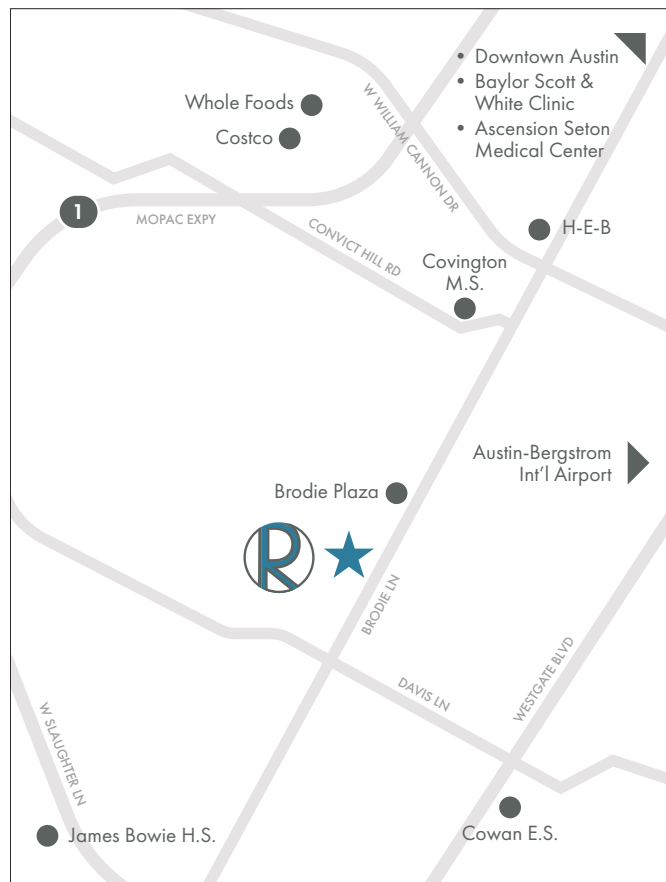 • Downtown Austin
• Baylor Scott &
White Clinic
• Ascension Seton
Medical Center
Whole Foods
Costco
W WILLIAM CANNON DR
1
MOPAC EXPY
CONVICT HILL RD
H-E-B
Covington
M.S.
Austin-Bergstrom
Int'l Airport
Brodie Plaza
R
BRODIE LN
DAVIS LN
WESTGATE BLVD
W SLAUGHTER LN
James Bowie H.S.
Cowan E.S.